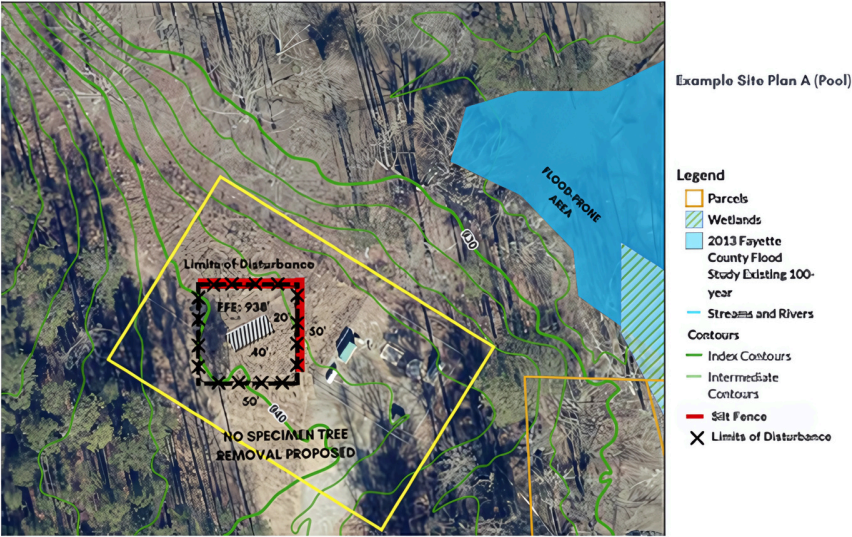 Example Site Plan A (Pool)
FLOOD-PRONE
AREA
Legend
Parcels
Wetlands
2013 Fayette
County Flood
Study Existing 100-
year
Streams and Rivers
Contours
Index Contours
Intermediate
Contours
Silt Fence
Limits of Disturbance
830
Limits of Disturbance
FFE: 938'
20'
50'
40'
50'
840
NO SPECIMEN TREE
REMOVAL PROPOSED